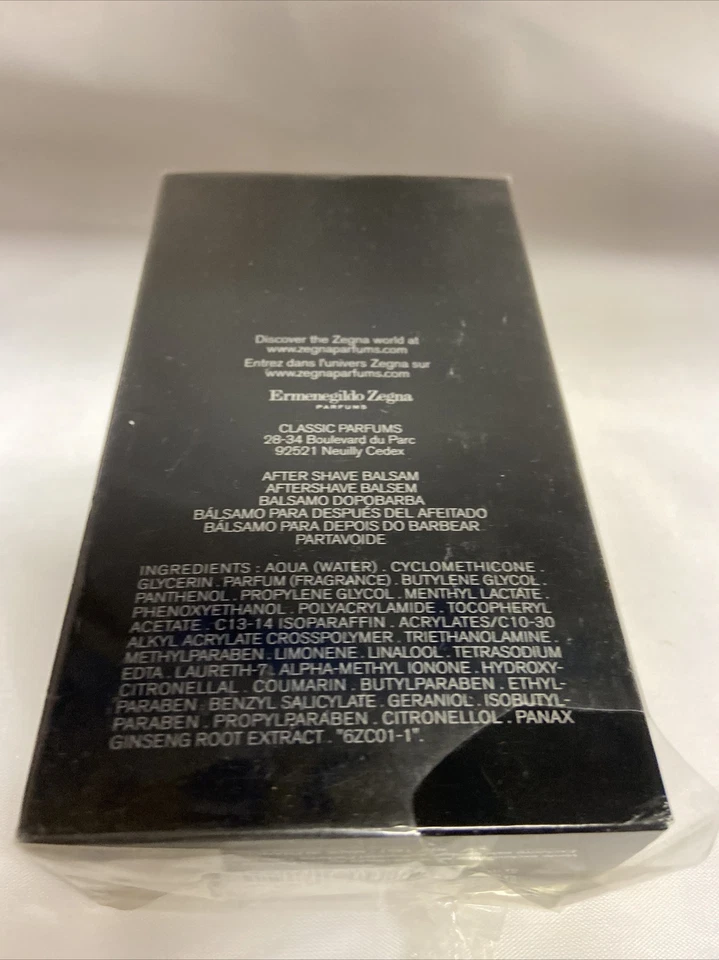 Discover the Zegna world at
www.zegnaparfums.com
Entrez dans l'univers Zegna sur
www.zegnaparfums.com
Ermenegildo Zegna
PARFUMS
CLASSIC PARFUMS
28-34 Boulevard du Parc
92521 Neuilly Cedex
AFTER SHAVE BALSAM
AFTERSHAVE BALSEM
BALSAMO DOPOBARBA
BÁLSAMO PARA DESPUÉS DEL AFEITADO
BÁLSAMO PARA DEPOIS DO BARBEAR
PARTAVOIDE
INGREDIENTS : AQUA (WATER) . CYCLOMETHICONE .
GLYCERIN . PARFUM (FRAGRANCE) . BUTYLENE GLYCOL .
PANTHENOL . PROPYLENE GLYCOL . MENTHYL LACTATE .
PHENOXYETHANOL . POLYACRYLAMIDE . TOCOPHERYL
ACETATE . C13-14 ISOPARAFFIN . ACRYLATES/C10-30
ALKYL ACRYLATE CROSSPOLYMER . TRIETHANOLAMINE .
METHYLPARABEN . LIMONENE . LINALOOL . TETRASODIUM
EDTA . LAURETH-7 . ALPHA-METHYL IONONE . HYDROXY-
CITRONELLAL . COUMARIN . BUTYLPARABEN . ETHYL-
PARABEN . BENZYL SALICYLATE . GERANIOL . ISOBUTYL-
PARABEN . PROPYLPARABEN . CITRONELLOL . PANAX
GINSENG ROOT EXTRACT . "6ZC01-1".